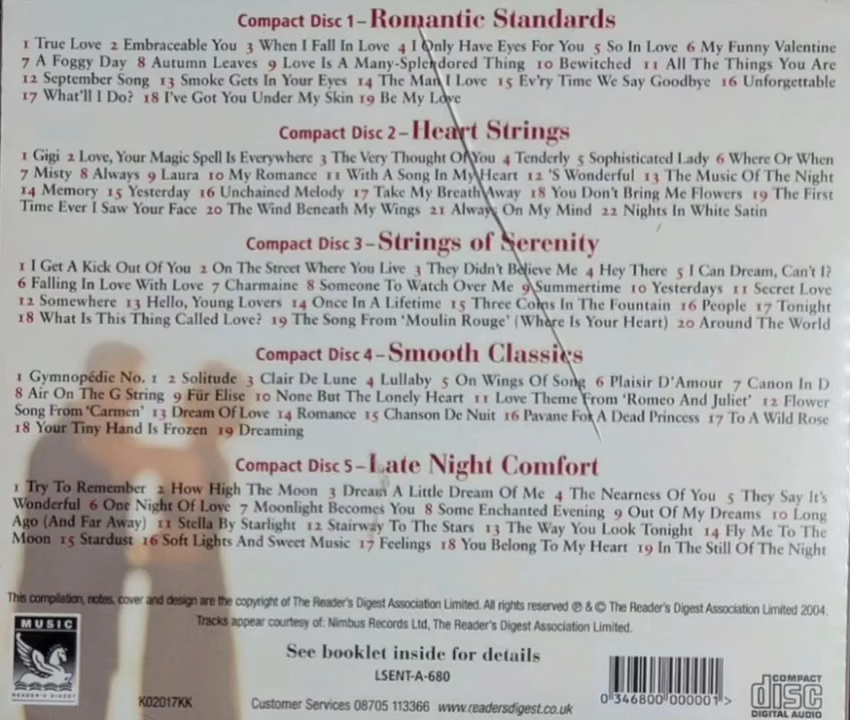 Compact Disc 1 – Romantic Standards
1 True Love 2 Embraceable You 3 When I Fall In Love 4 I Only Have Eyes For You 5 So In Love 6 My Funny Valentine
7 A Foggy Day 8 Autumn Leaves 9 Love Is A Many-Splendored Thing 10 Bewitched 11 All The Things You Are
12 September Song 13 Smoke Gets In Your Eyes 14 The Man I Love 15 Ev'ry Time We Say Goodbye 16 Unforgettable
17 What'll I Do? 18 I've Got You Under My Skin 19 Be My Love
Compact Disc 2 – Heart Strings
1 Gigi 2 Love, Your Magic Spell Is Everywhere 3 The Very Thought Of You 4 Tenderly 5 Sophisticated Lady 6 Where Or When
7 Misty 8 Always 9 Laura 10 My Romance 11 With A Song In My Heart 12 'S Wonderful 13 The Music Of The Night
14 Memory 15 Yesterday 16 Unchained Melody 17 Take My Breath Away 18 You Don't Bring Me Flowers 19 The First
Time Ever I Saw Your Face 20 The Wind Beneath My Wings 21 Always On My Mind 22 Nights In White Satin
Compact Disc 3 – Strings of Serenity
1 I Get A Kick Out Of You 2 On The Street Where You Live 3 They Didn't Believe Me 4 Hey There 5 I Can Dream, Can't I?
6 Falling In Love With Love 7 Charmaine 8 Someone To Watch Over Me 9 Summertime 10 Yesterdays 11 Secret Love
12 Somewhere 13 Hello, Young Lovers 14 Once In A Lifetime 15 Three Coins In The Fountain 16 People 17 Tonight
18 What Is This Thing Called Love? 19 The Song From 'Moulin Rouge' (Where Is Your Heart) 20 Around The World
Compact Disc 4 – Smooth Classics
1 Gymnopédie No. 1 2 Solitude 3 Clair De Lune 4 Lullaby 5 On Wings Of Song 6 Plaisir D'Amour 7 Canon In D
8 Air On The G String 9 Für Elise 10 None But The Lonely Heart 11 Love Theme From 'Romeo And Juliet' 12 Flower
Song From 'Carmen' 13 Dream Of Love 14 Romance 15 Chanson De Nuit 16 Pavane For A Dead Princess 17 To A Wild Rose
18 Your Tiny Hand Is Frozen 19 Dreaming
Compact Disc 5 – Late Night Comfort
1 Try To Remember 2 How High The Moon 3 Dream A Little Dream Of Me 4 The Nearness Of You 5 They Say It's
Wonderful 6 One Night Of Love 7 Moonlight Becomes You 8 Some Enchanted Evening 9 Out Of My Dreams 10 Long
Ago (And Far Away) 11 Stella By Starlight 12 Stairway To The Stars 13 The Way You Look Tonight 14 Fly Me To The
Moon 15 Stardust 16 Soft Lights And Sweet Music 17 Feelings 18 You Belong To My Heart 19 In The Still Of The Night
This compilation, notes, cover and design are the copyright of The Reader's Digest Association Limited. All rights reserved ℗ & © The Reader's Digest Association Limited 2004.
Tracks appear courtesy of: Nimbus Records Ltd, The Reader's Digest Association Limited.
MUSIC
READER'S DIGEST
See booklet inside for details
LSENT-A-680
K02017KK
Customer Services 08705 113366 www.readersdigest.co.uk
0 346800 000001 >
COMPACT
disc
DIGITAL AUDIO